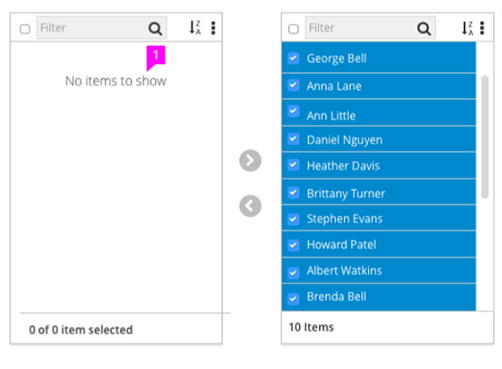 Filter
Z
A
1
No items to show
0 of 0 item selected
Filter
Z
A
George Bell
Anna Lane
Ann Little
Daniel Nguyen
Heather Davis
Brittany Turner
Stephen Evans
Howard Patel
Albert Watkins
Brenda Bell
10 Items